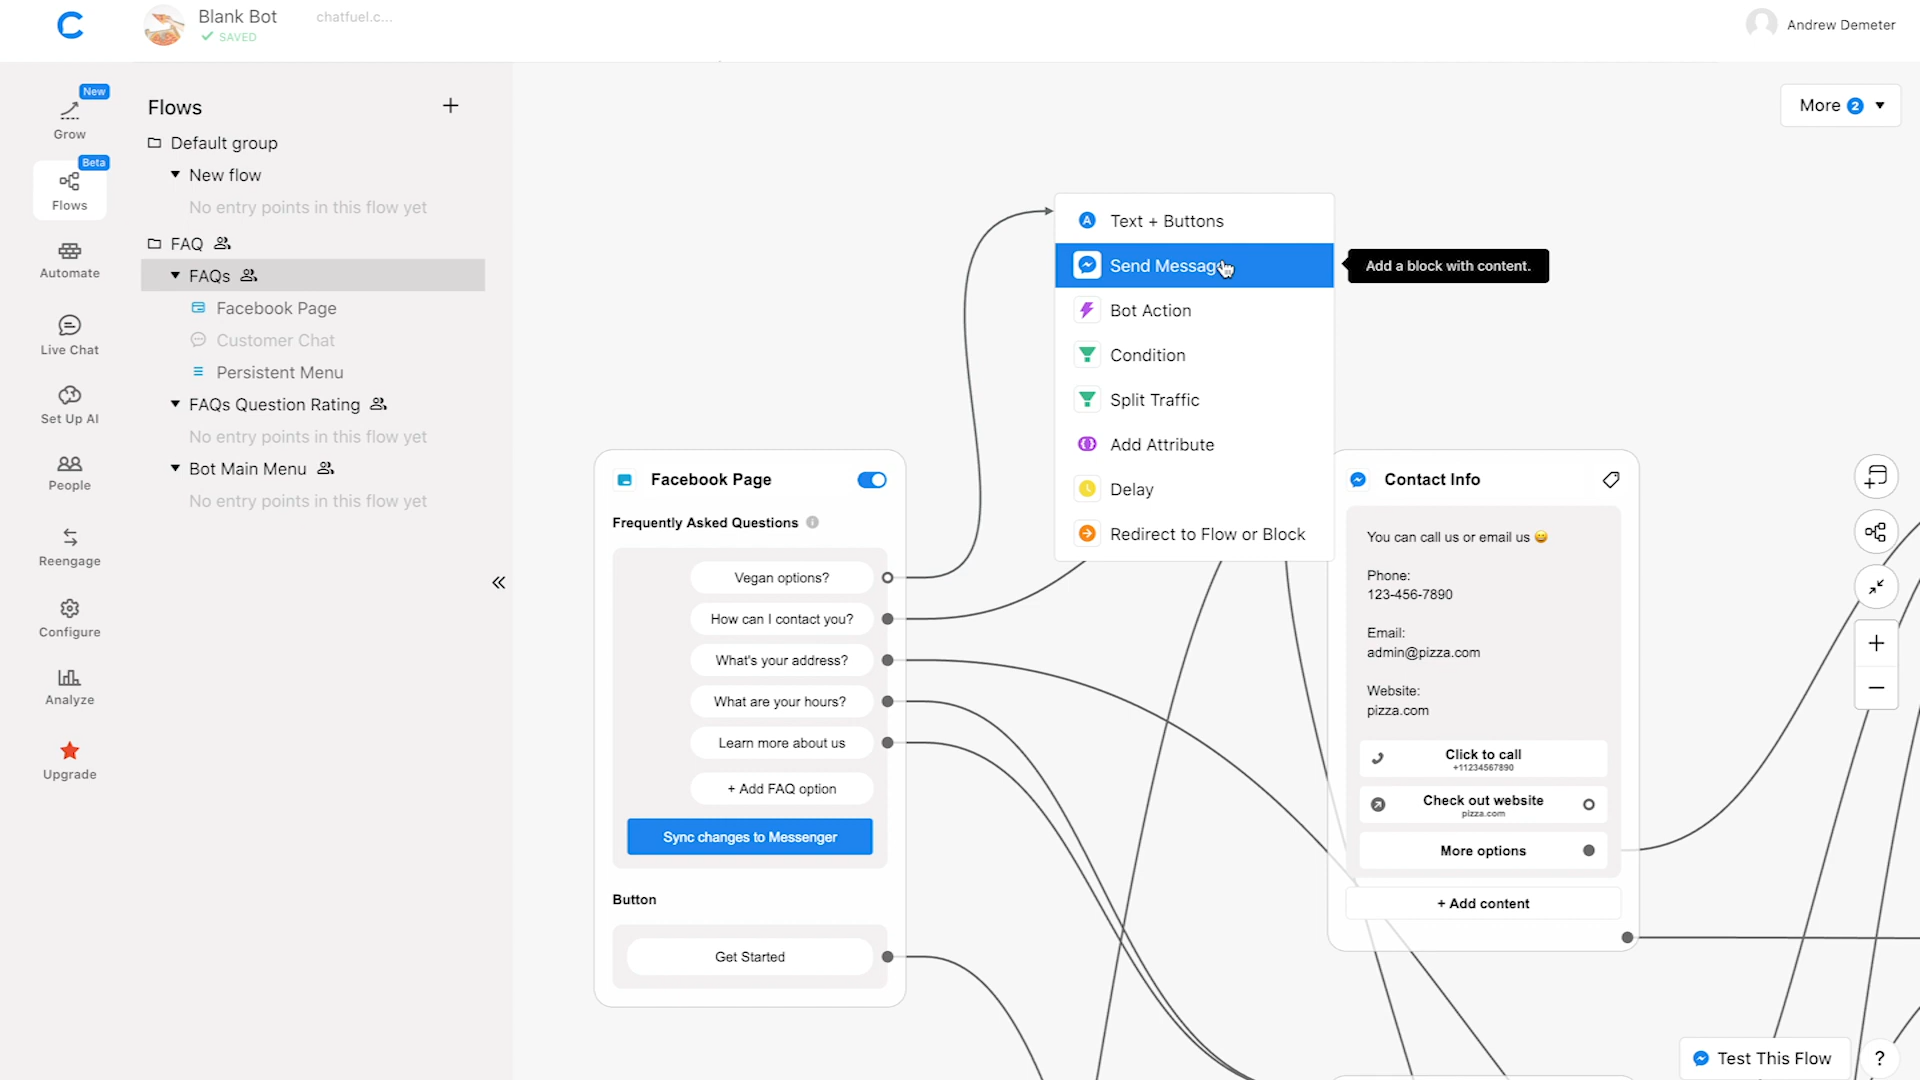 Blank Bot
SAVED
chatfuel.c...
Andrew Demeter
New
Grow
Beta
Flows
Automate
Live Chat
Set Up AI
People
Reengage
Configure
Analyze
Upgrade
Flows
Default group
New flow
No entry points in this flow yet
FAQ
FAQs
Facebook Page
Customer Chat
Persistent Menu
FAQs Question Rating
No entry points in this flow yet
Bot Main Menu
No entry points in this flow yet
More 2
Text + Buttons
Send Message
Add a block with content.
Bot Action
Condition
Split Traffic
Add Attribute
Delay
Redirect to Flow or Block
Facebook Page
Frequently Asked Questions
Vegan options?
How can I contact you?
What's your address?
What are your hours?
Learn more about us
+ Add FAQ option
Sync changes to Messenger
Button
Get Started
Contact Info
You can call us or email us 😄
Phone:
123-456-7890
Email:
admin@pizza.com
Website:
pizza.com
Click to call
+11234567890
Check out website
pizza.com
More options
+ Add content
Test This Flow
?